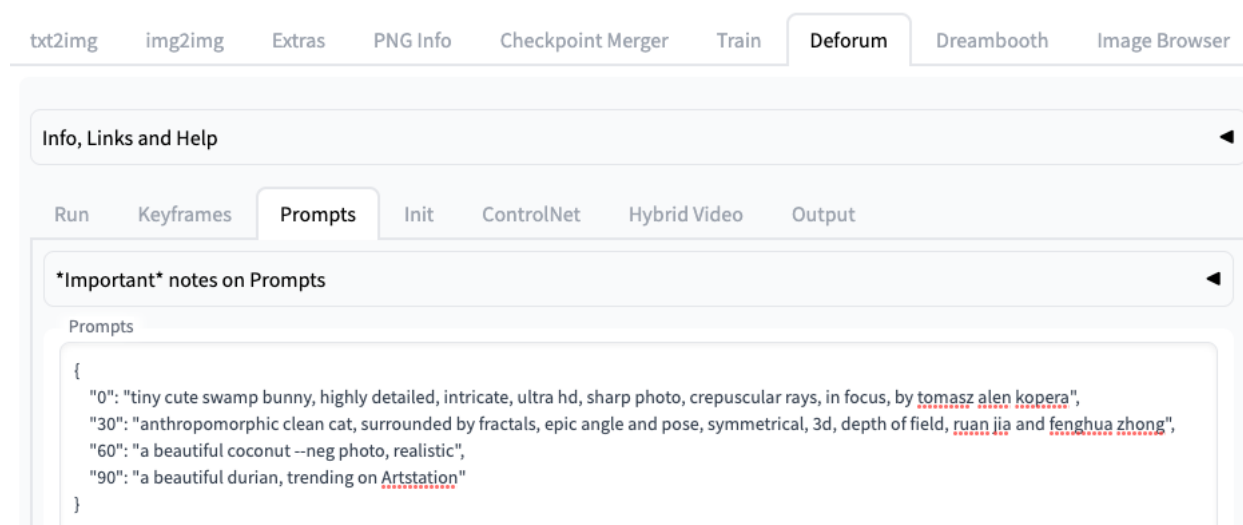 txt2img img2img Extras PNG Info Checkpoint Merger Train Deforum Dreambooth Image Browser
Info, Links and Help
Run Keyframes Prompts Init ControlNet Hybrid Video Output
*Important* notes on Prompts
Prompts
{
"0": "tiny cute swamp bunny, highly detailed, intricate, ultra hd, sharp photo, crepuscular rays, in focus, by tomasz alen kopera",
"30": "anthropomorphic clean cat, surrounded by fractals, epic angle and pose, symmetrical, 3d, depth of field, ruan jia and fenghua zhong",
"60": "a beautiful coconut --neg photo, realistic",
"90": "a beautiful durian, trending on Artstation"
}